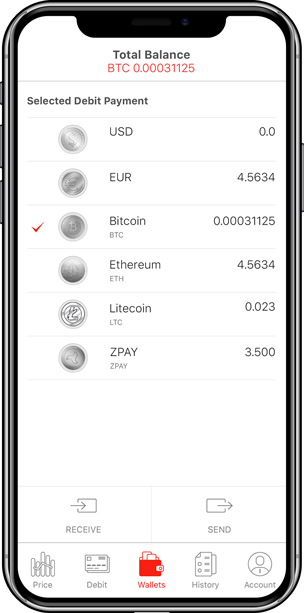 Total Balance
BTC 0.00031125
Selected Debit Payment
USD 0.0
EUR 4.5634
Bitcoin 0.00031125
BTC
Ethereum 4.5634
ETH
Litecoin 0.023
LTC
ZPAY 3.500
ZPAY
RECEIVE SEND
Price Debit Wallets History Account